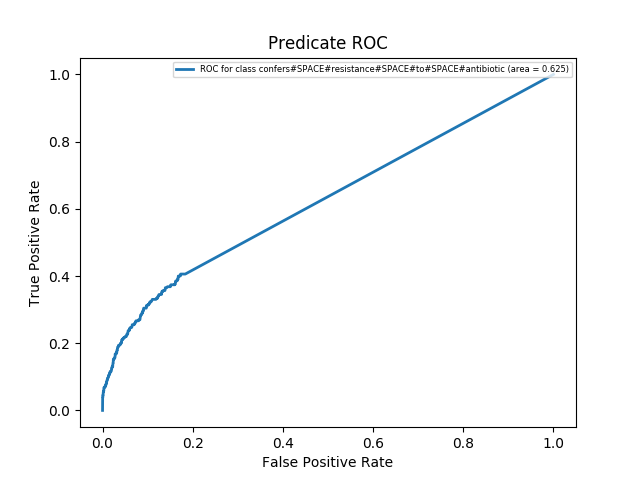 Predicate ROC
ROC for class confers#SPACE#resistance#SPACE#to#SPACE#antibiotic (area = 0.625)
1.0
0.8
0.6
0.4
0.2
0.0
True Positive Rate
0.0 0.2 0.4 0.6 0.8 1.0
False Positive Rate